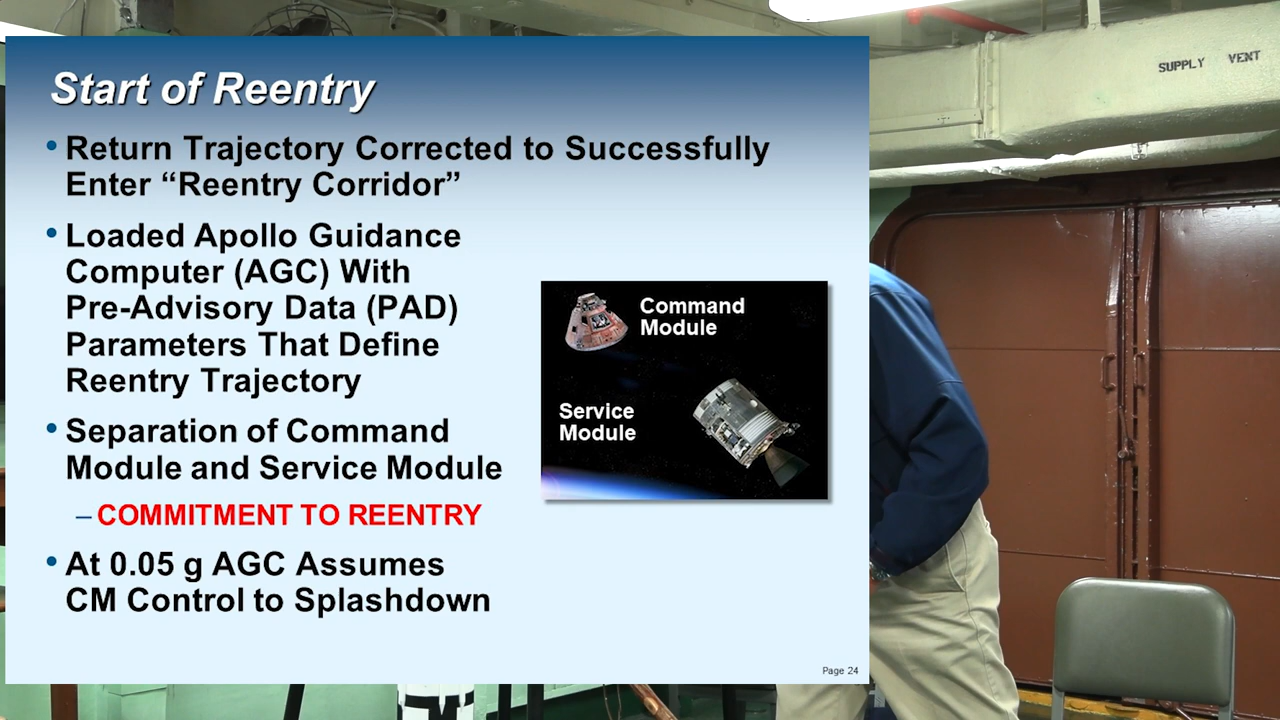 SUPPLY VENT
Start of Reentry
• Return Trajectory Corrected to Successfully
Enter “Reentry Corridor”
• Loaded Apollo Guidance
Computer (AGC) With
Pre-Advisory Data (PAD)
Parameters That Define
Reentry Trajectory
• Separation of Command
Module and Service Module
– COMMITMENT TO REENTRY
• At 0.05 g AGC Assumes
CM Control to Splashdown
Command
Module
Service
Module
Page 24